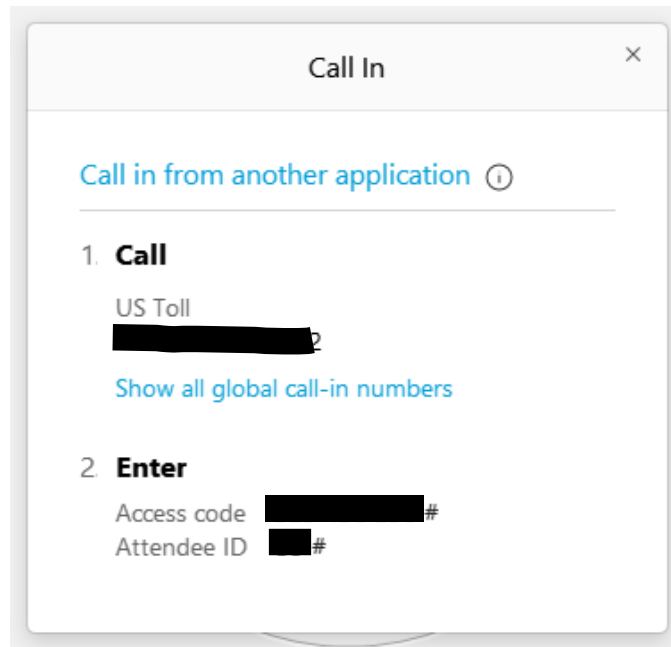 Call In
Call in from another application
1. Call
US Toll
2
Show all global call-in numbers
2. Enter
Access code #
Attendee ID #